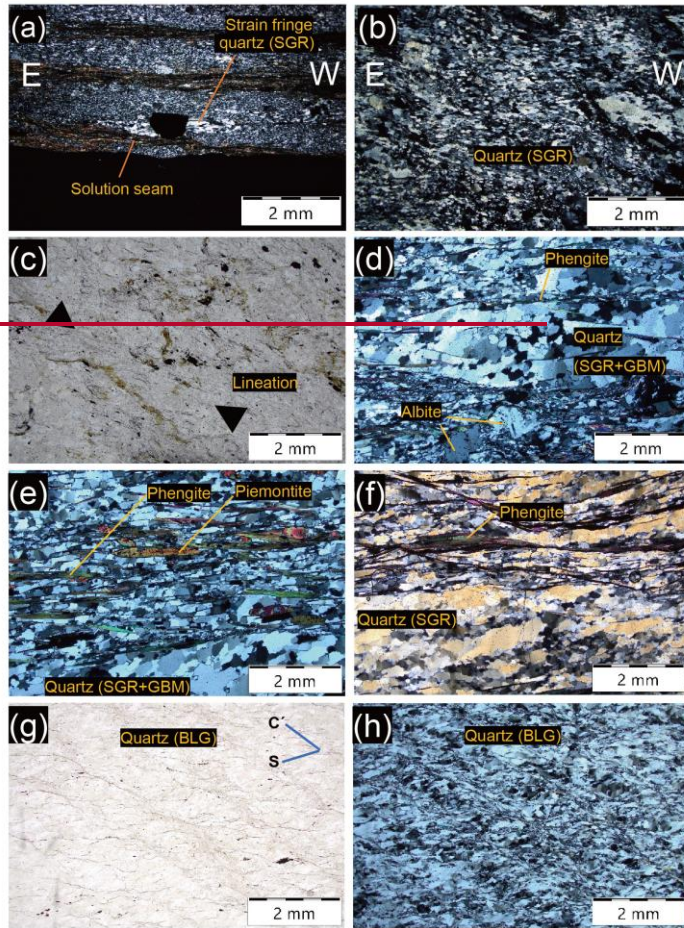 (a)
Strain fringe
quartz (SGR)
E
W
Solution seam
2 mm
(b)
E
W
Quartz (SGR)
2 mm
(c)
Lineation
2 mm
(d)
Phengite
Quartz
(SGR+GBM)
Albite
2 mm
(e)
Phengite
Piemontite
Quartz (SGR+GBM)
2 mm
(f)
Phengite
Quartz (SGR)
2 mm
(g)
Quartz (BLG)
C´
S
2 mm
(h)
Quartz (BLG)
2 mm